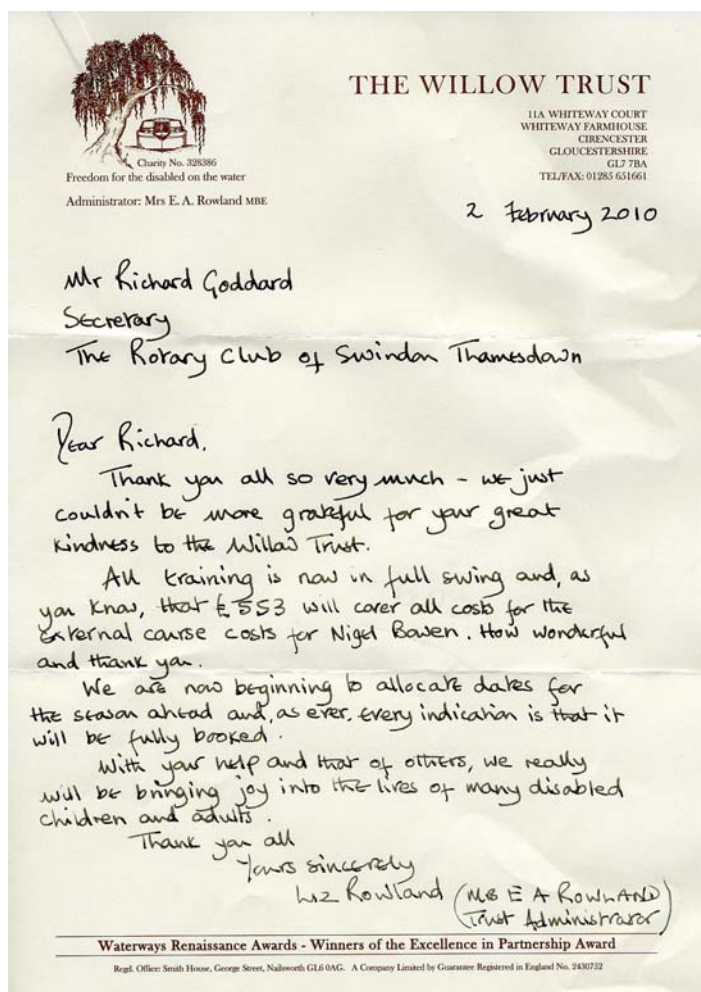 THE WILLOW TRUST
11A WHITEWAY COURT
WHITEWAY FARMHOUSE
CIRENCESTER
GLOUCESTERSHIRE
GL7 7BA
TEL/FAX: 01285 651661
Charity No. 328386
Freedom for the disabled on the water
Administrator: Mrs E. A. Rowland MBE
2 February 2010
Mr Richard Goddard
Secretary
The Rotary Club of Swindon Thamesdown
Dear Richard,
Thank you all so very much - we just
couldn't be more grateful for your great
kindness to the Willow Trust.
All training is now in full swing and, as
you know, that £553 will cover all costs for the
external course costs for Nigel Bowen. How wonderful
and thank you.
We are now beginning to allocate dates for
the season ahead and, as ever, every indication is that it
will be fully booked.
With your help and that of others, we really
will be bringing joy into the lives of many disabled
children and adults.
Thank you all
Yours sincerely
Liz Rowland (MRS E A ROWLAND)
(Trust Administrator)
Waterways Renaissance Awards - Winners of the Excellence in Partnership Award
Regd. Office: Smith House, George Street, Nailsworth GL6 0AG. A Company Limited by Guarantee Registered in England No. 2430752